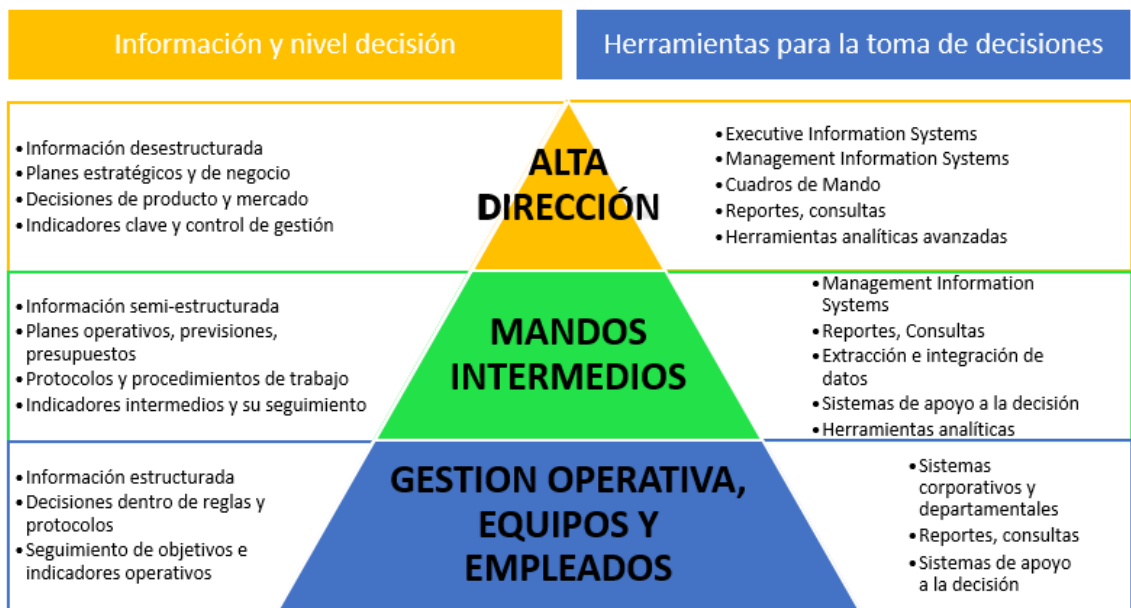 Información y nivel decisión
Herramientas para la toma de decisiones
• Información desestructurada
• Planes estratégicos y de negocio
• Decisiones de producto y mercado
• Indicadores clave y control de gestión
ALTA
DIRECCIÓN
• Executive Information Systems
• Management Information Systems
• Cuadros de Mando
• Reportes, consultas
• Herramientas analíticas avanzadas
• Información semi-estructurada
• Planes operativos, previsiones,
presupuestos
• Protocolos y procedimientos de trabajo
• Indicadores intermedios y su seguimiento
MANDOS
INTERMEDIOS
• Management Information
Systems
• Reportes, Consultas
• Extracción e integración de
datos
• Sistemas de apoyo a la decisión
• Herramientas analíticas
• Información estructurada
• Decisiones dentro de reglas y
protocolos
• Seguimiento de objetivos e
indicadores operativos
GESTION OPERATIVA,
EQUIPOS Y
EMPLEADOS
• Sistemas
corporativos y
departamentales
• Reportes, consultas
• Sistemas de apoyo
a la decisión